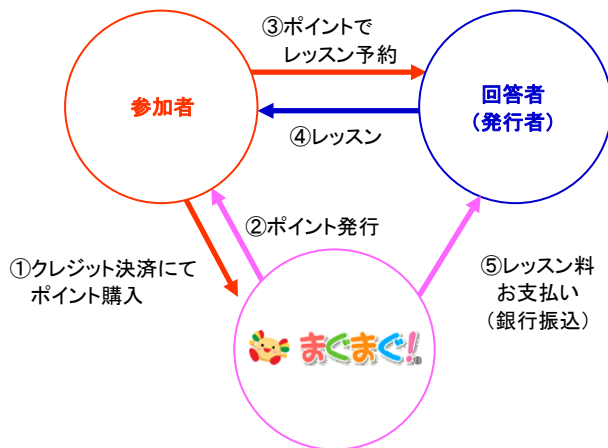 ③ポイントで
レッスン予約
参加者
回答者
（発行者）
④レッスン
②ポイント発行
①クレジット決済にて
ポイント購入
⑤レッスン料
お支払い
（銀行振込）
まぐまぐ!®